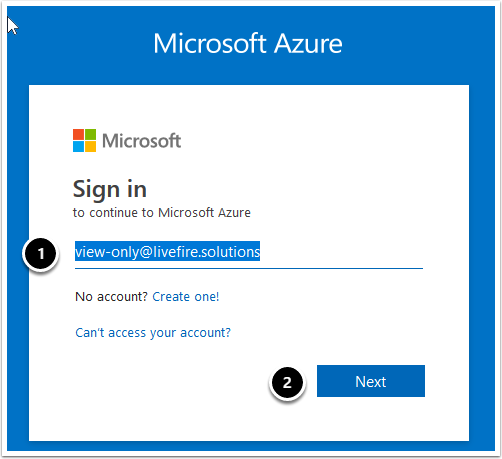 Microsoft Azure
Microsoft
Sign in
to continue to Microsoft Azure
1
view-only@livefire.solutions
No account? Create one!
Can't access your account?
2
Next